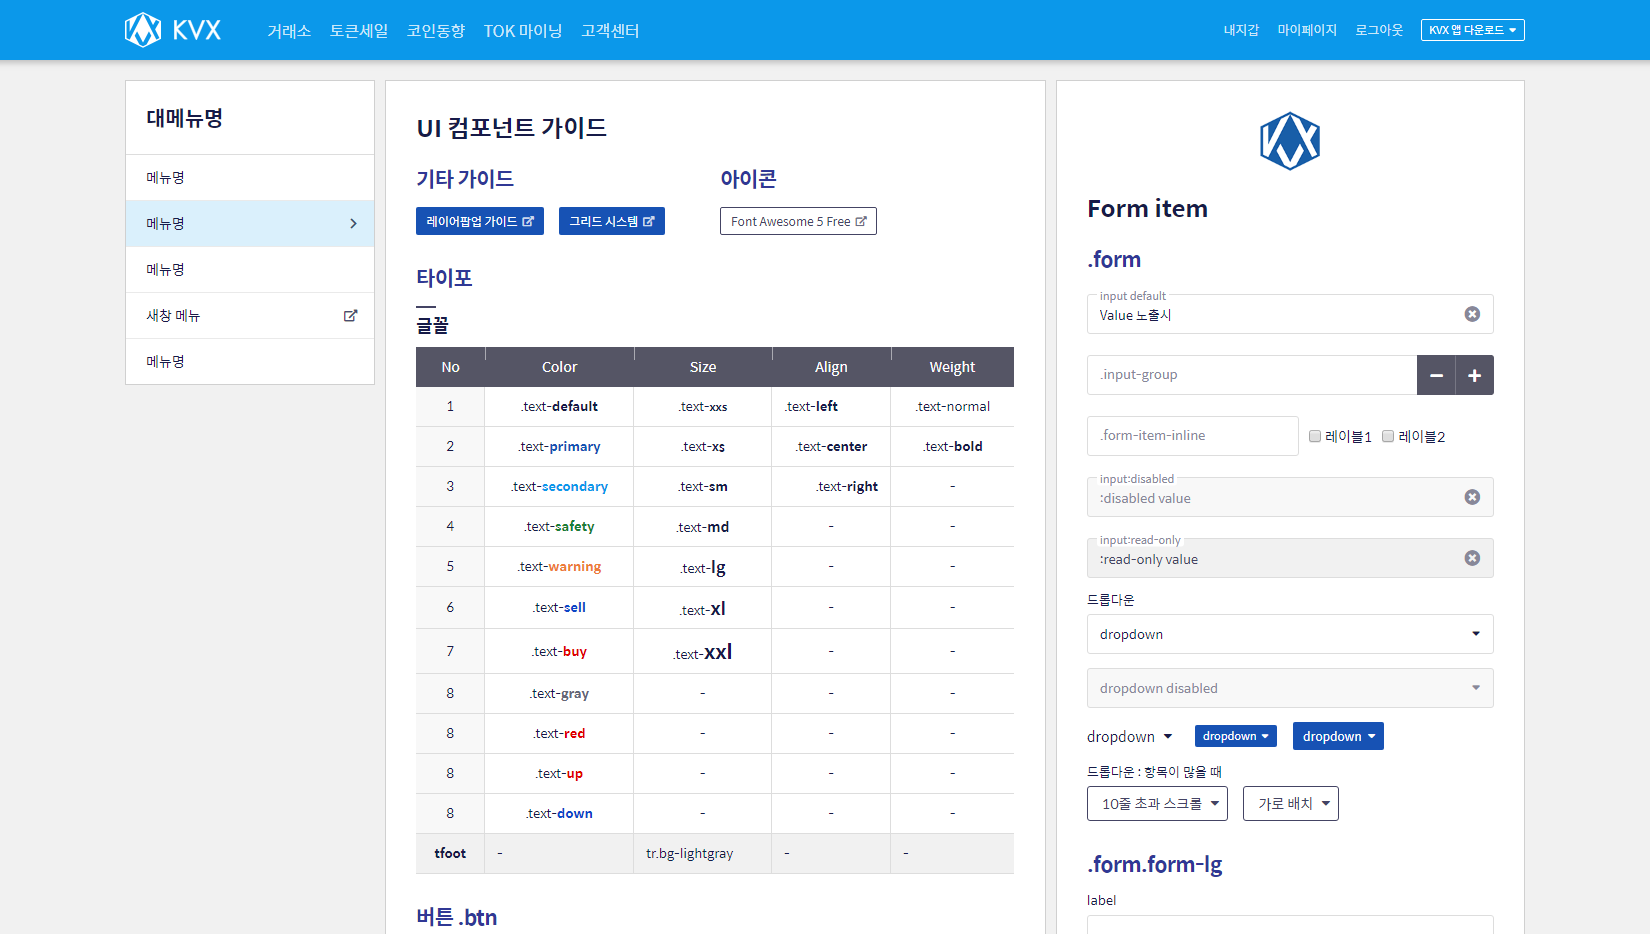 KVX
거래소 토큰세일 코인동향 TOK 마이닝 고객센터
내지갑 마이페이지 로그아웃 KVX 앱 다운로드
대메뉴명
메뉴명
메뉴명
메뉴명
새창 메뉴
메뉴명
UI 컴포넌트 가이드
기타 가이드
레이어팝업 가이드 그리드 시스템
아이콘
Font Awesome 5 Free
타이포
글꼴
No Color Size Align Weight
1 .text-default .text-xxs .text-left .text-normal
2 .text-primary .text-xs .text-center .text-bold
3 .text-secondary .text-sm .text-right -
4 .text-safety .text-md - -
5 .text-warning .text-lg - -
6 .text-sell .text-xl - -
7 .text-buy .text-xxl - -
8 .text-gray - - -
8 .text-red - - -
8 .text-up - - -
8 .text-down - - -
tfoot - tr.bg-lightgray - -
버튼 .btn
Form item
.form
input default
Value 노출시
.input-group
.form-item-inline 레이블1 레이블2
input:disabled
:disabled value
input:read-only
:read-only value
드롭다운
dropdown
dropdown disabled
dropdown dropdown dropdown
드롭다운 : 항목이 많을 때
10줄 초과 스크롤 가로 배치
.form.form-lg
label